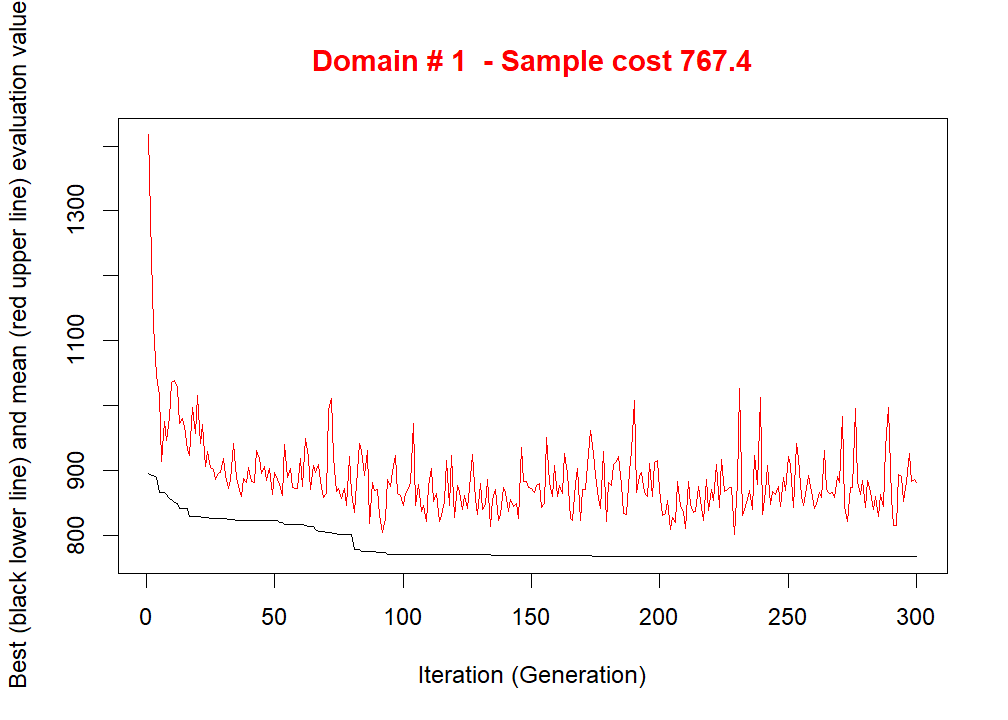 Domain # 1  - Sample cost 767.4
Best (black lower line) and mean (red upper line) evaluation value
1300
1100
900
800
0 50 100 150 200 250 300
Iteration (Generation)